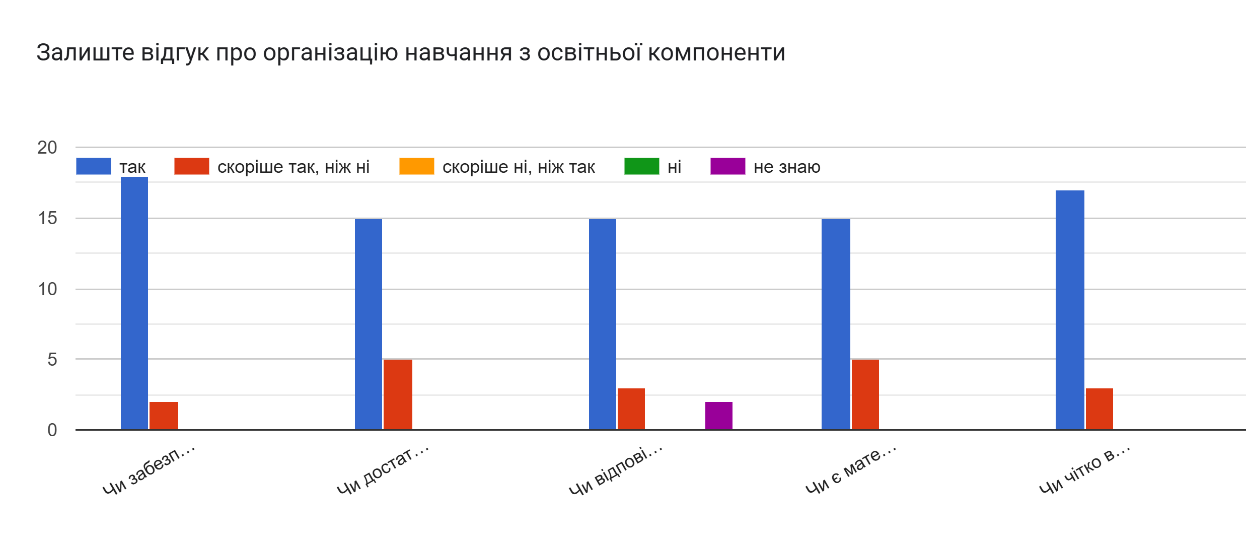 Залиште відгук про організацію навчання з освітньої компоненти
20
так скоріше так, ніж ні скоріше ні, ніж так ні не знаю
15
10
5
0
Чи забезп…
Чи достат…
Чи відпові…
Чи є мате…
Чи чітко в…